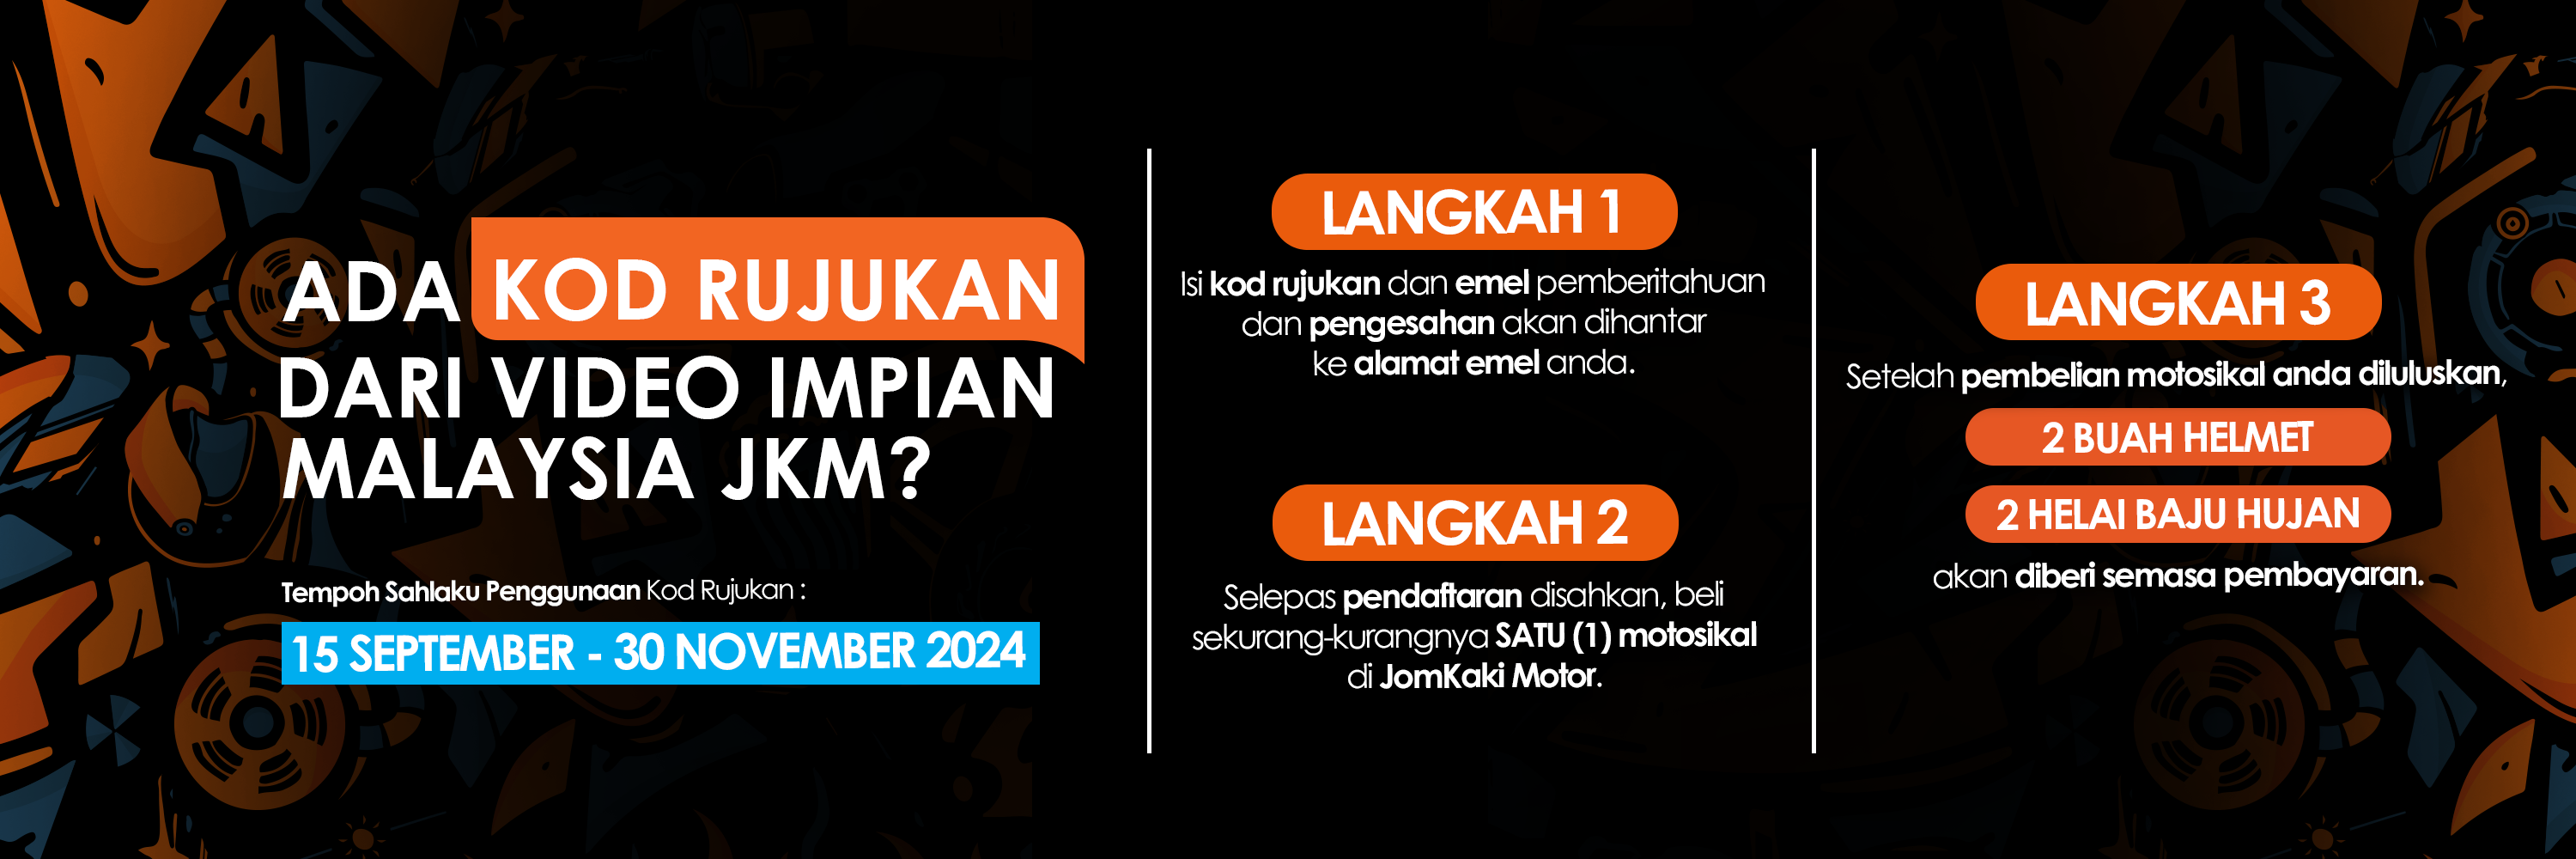 ADA KOD RUJUKAN
DARI VIDEO IMPIAN
MALAYSIA JKM?
Tempoh Sahlaku Penggunaan Kod Rujukan :
15 SEPTEMBER - 30 NOVEMBER 2024
LANGKAH 1
Isi kod rujukan dan emel pemberitahuan
dan pengesahan akan dihantar
ke alamat emel anda.
LANGKAH 2
Selepas pendaftaran disahkan, beli
sekurang-kurangnya SATU (1) motosikal
di JomKaki Motor.
LANGKAH 3
Setelah pembelian motosikal anda diluluskan,
2 BUAH HELMET
2 HELAI BAJU HUJAN
akan diberi semasa pembayaran.